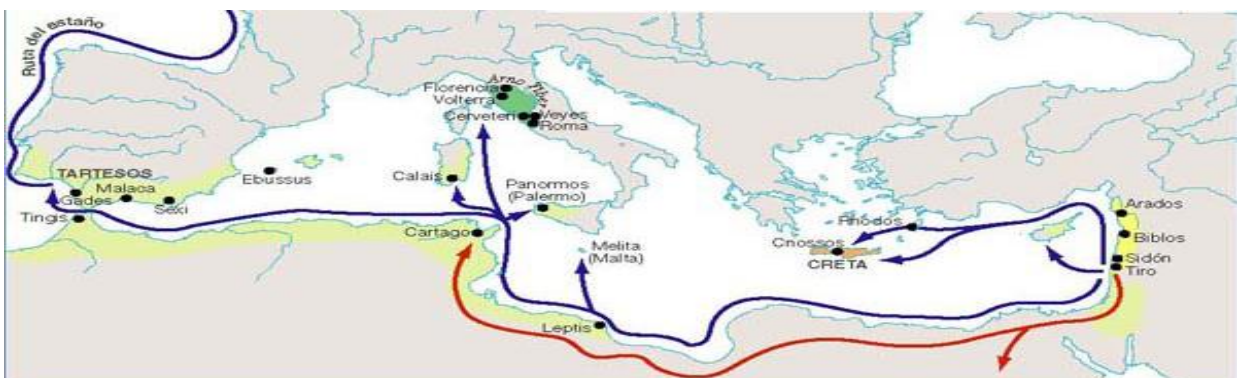 Ruta del estaño
TARTESOS
Gades
Malaca
Sexi
Tingis
Ebussus
Florencia
Volterra
Cerveteri
Arno
Tiber
Veyes
Roma
Calais
Panormos
(Palermo)
Cartago
Melita
(Malta)
Leptis
Rhodos
Cnossos
CRETA
Arados
Biblos
Sidón
Tiro